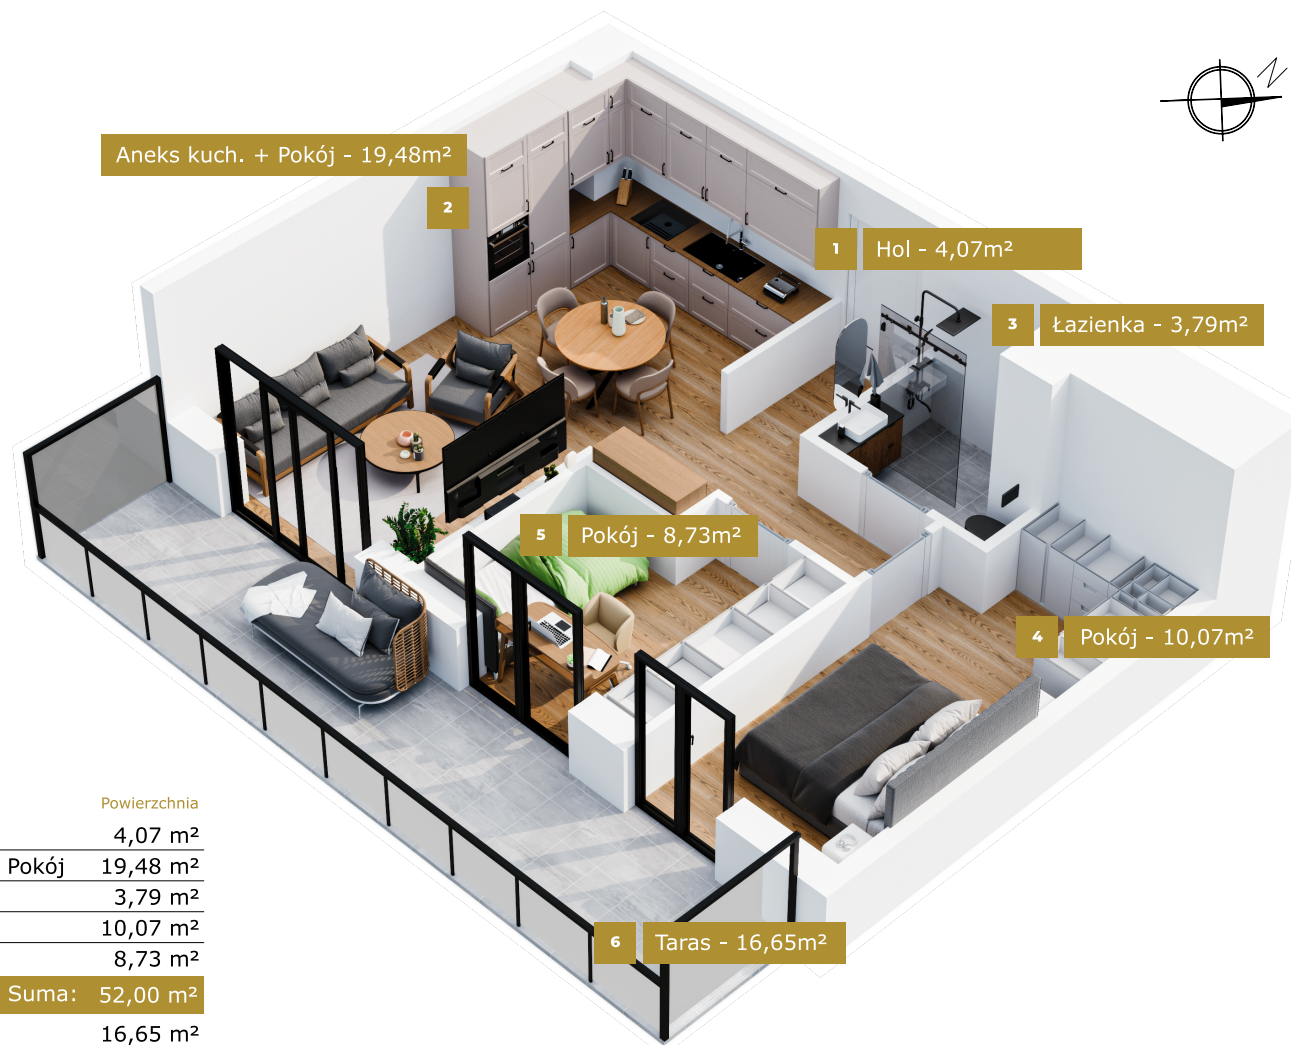 N
Aneks kuch. + Pokój - 19,48m²
2
1 Hol - 4,07m²
3 Łazienka - 3,79m²
5 Pokój - 8,73m²
4 Pokój - 10,07m²
6 Taras - 16,65m²
Powierzchnia
4,07 m²
Pokój 19,48 m²
3,79 m²
10,07 m²
8,73 m²
Suma: 52,00 m²
16,65 m²